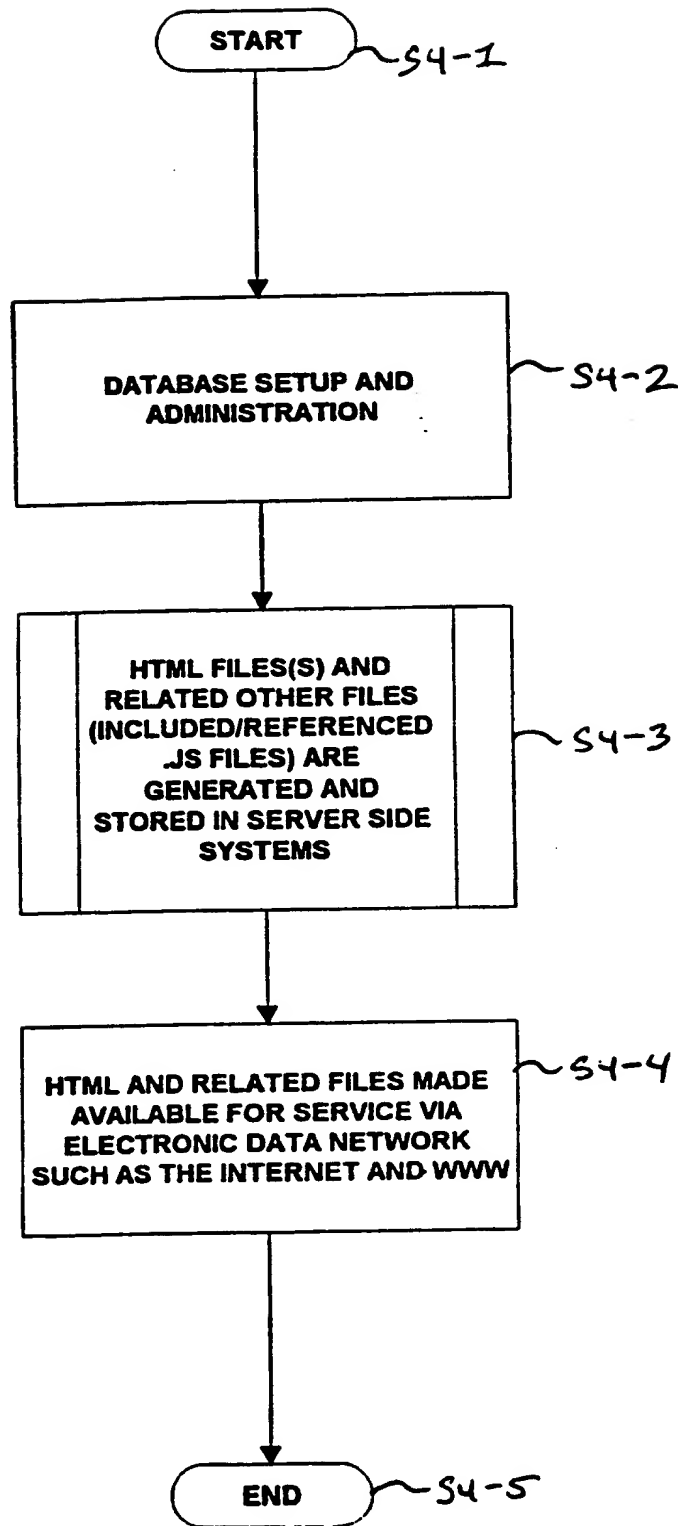 START
S4-1
DATABASE SETUP AND
ADMINISTRATION
S4-2
HTML FILES(S) AND
RELATED OTHER FILES
(INCLUDED/REFERENCED
.JS FILES) ARE
GENERATED AND
STORED IN SERVER SIDE
SYSTEMS
S4-3
HTML AND RELATED FILES MADE
AVAILABLE FOR SERVICE VIA
ELECTRONIC DATA NETWORK
SUCH AS THE INTERNET AND WWW
S4-4
END
S4-5